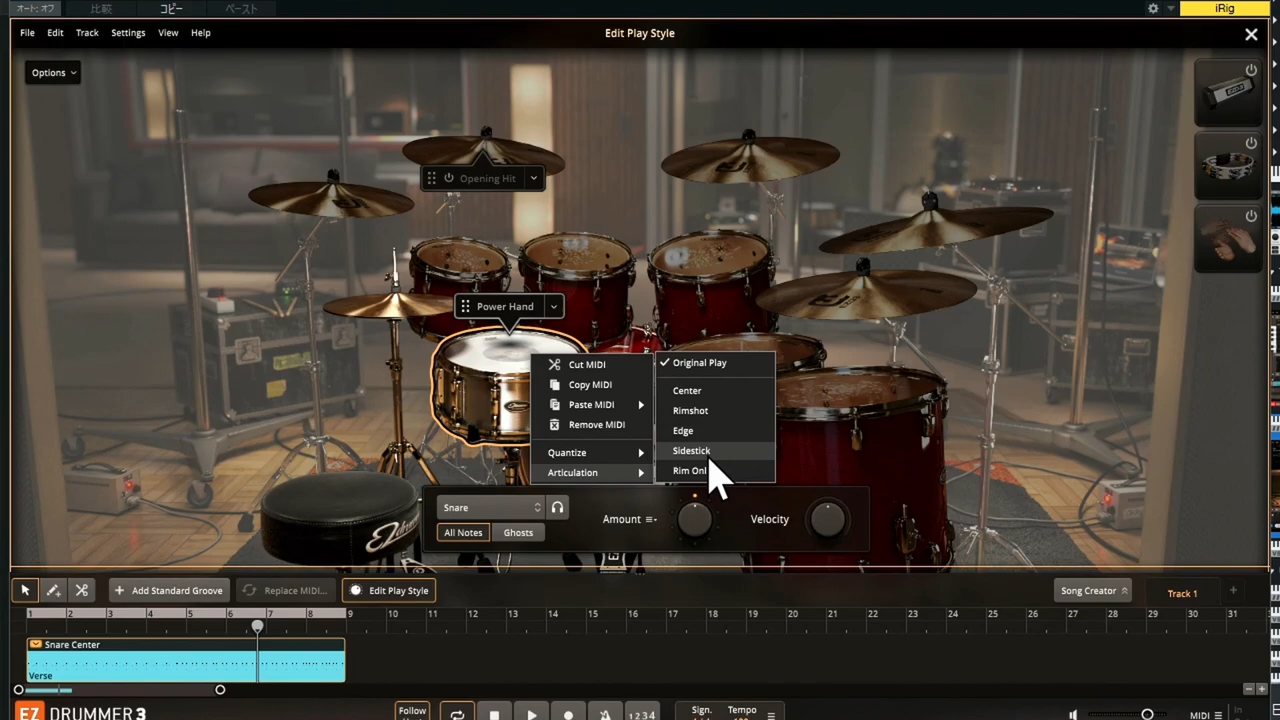 オート: オフ 比較 コピー ペースト
iRig
File Edit Track Settings View Help
Edit Play Style
Options
Opening Hit
Power Hand
Cut MIDI
Copy MIDI
Paste MIDI
Remove MIDI
Quantize
Articulation
Original Play
Center
Rimshot
Edge
Sidestick
Rim Onl
Snare
All Notes Ghosts
Amount
Velocity
Add Standard Groove Replace MIDI... Edit Play Style
Song Creator
Track 1
1 2 3 4 5 6 7 8 9 10 11 12 13 14 15 16 17 18 19 20 21 22 23 24 25 26 27 28 29 30 31
Snare Center
Verse
EZ DRUMMER 3
Follow
1234
Sign. Tempo
MIDI
In